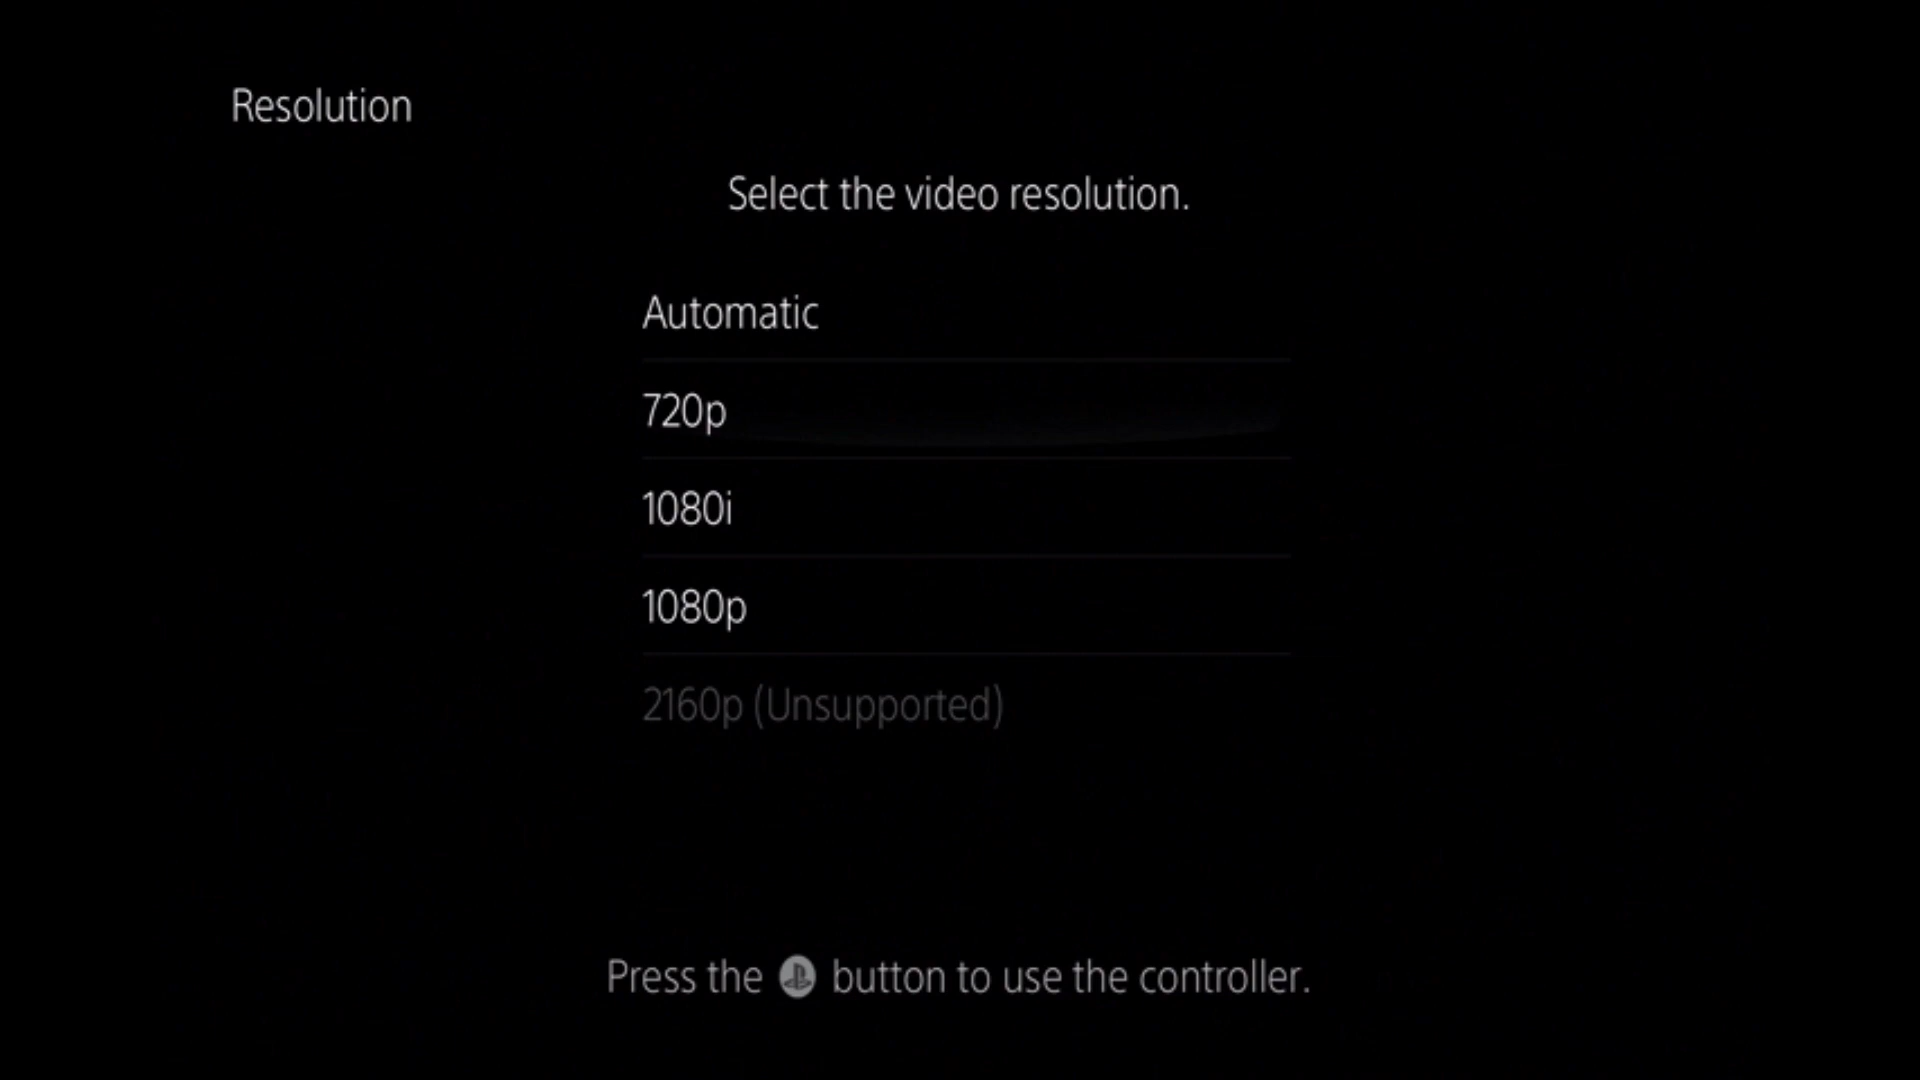 Resolution
Select the video resolution.
Automatic
720p
1080i
1080p
2160p (Unsupported)
Press the button to use the controller.